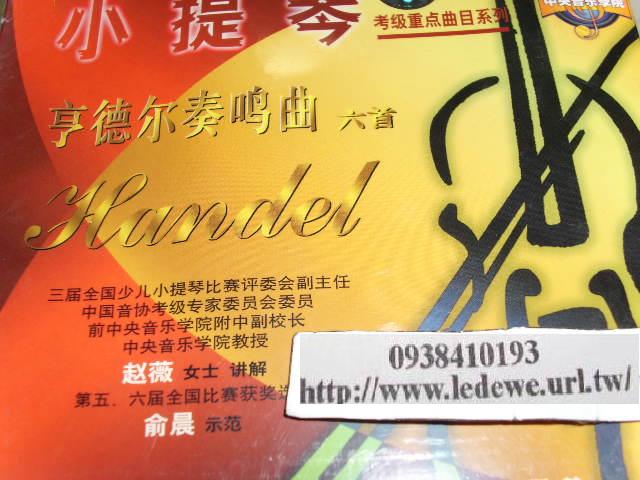 小提琴
考级重点曲目系列
中央音乐学院
亨德尔奏鸣曲 六首
Handel
三届全国少儿小提琴比赛评委会副主任
中国音协考级专家委员会委员
前中央音乐学院附中副校长
中央音乐学院教授
赵薇 女士 讲解
第五、六届全国比赛获奖选
俞晨 示范
0938410193
http://www.ledewe.url.tw/